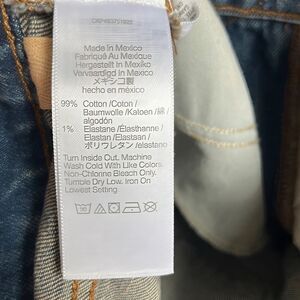 Made In Mexico
Fabriqué Au Mexique
Hergestellt In Mexiko
Vervaardigd In Mexico
メキシコ製
hecho en méxico
99% Cotton /Coton /
Baumwolle /Katoen /綿 /
algodón
1% Elastane /Élasthanne /
Elastan /Elastaan /
ポリウレタン /elastano
Turn Inside Out. Machine
Wash Cold With Like Colors.
Non-Chlorine Bleach Only.
Tumble Dry Low. Iron On
Lowest Setting